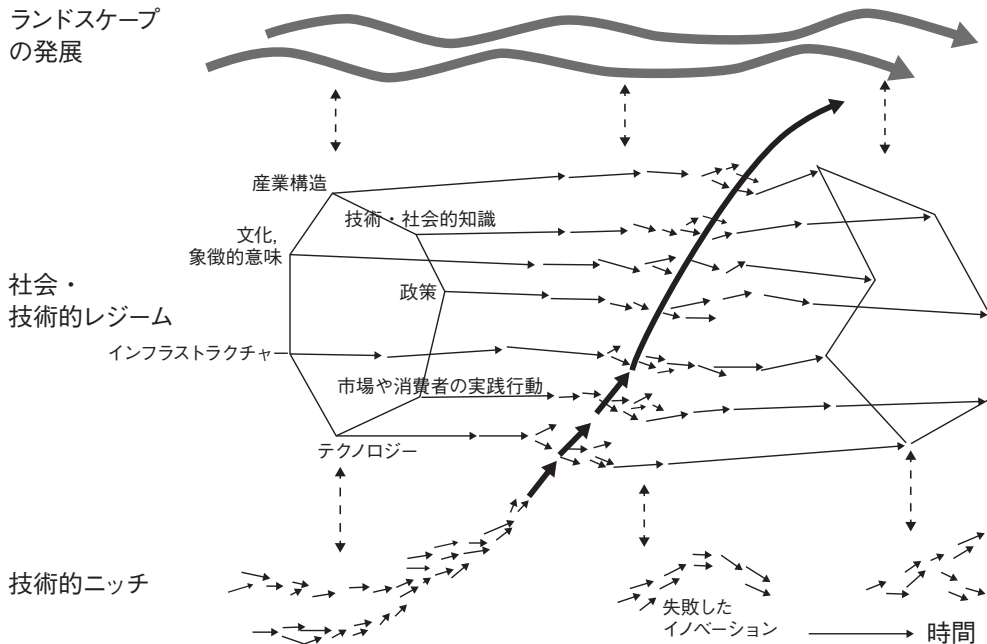 ランドスケープ
の発展
産業構造
技術・社会的知識
文化，
象徴的意味
政策
社会・
技術的レジーム
インフラストラクチャ
市場や消費者の実践行動
テクノロジー
技術的ニッチ
失敗した
イノベーション
時間